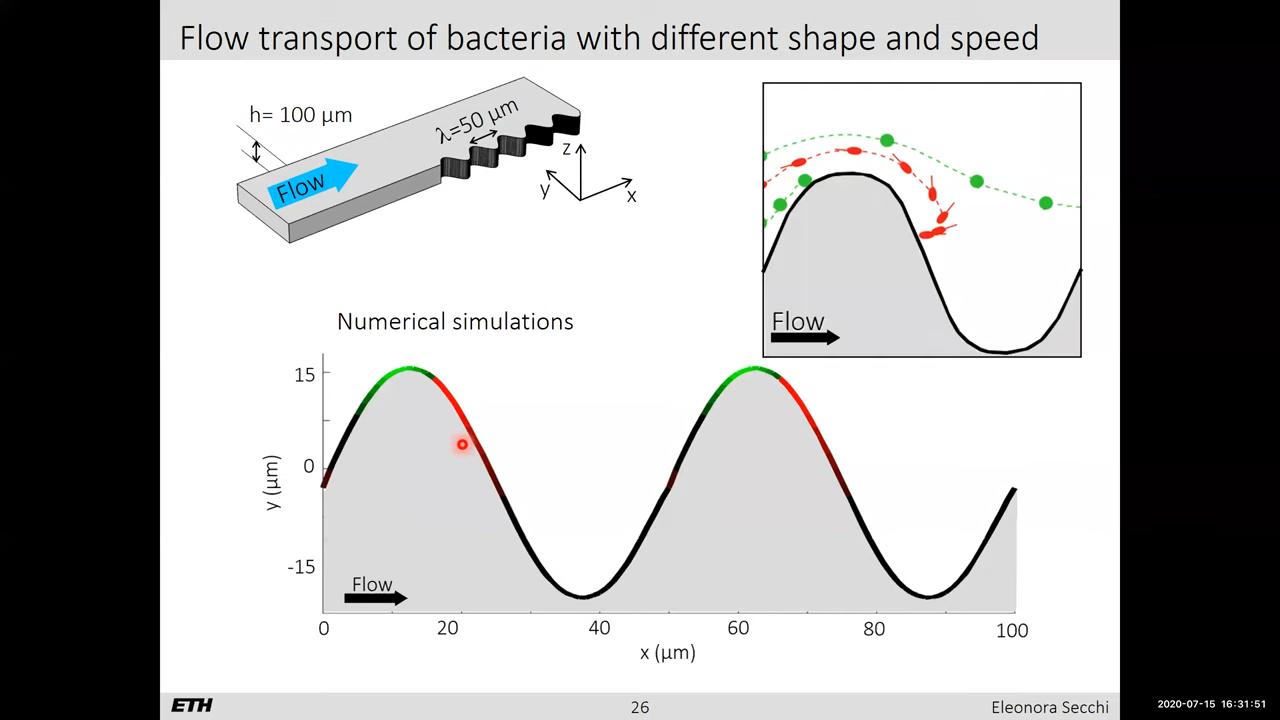 Flow transport of bacteria with different shape and speed
h= 100 μm
λ=50 μm
Flow
z
y
x
Flow
Numerical simulations
15
0
-15
y (μm)
Flow
0
20
40
60
80
100
x (μm)
ETH
26
Eleonora Secchi
2020-07-15 16:31:51